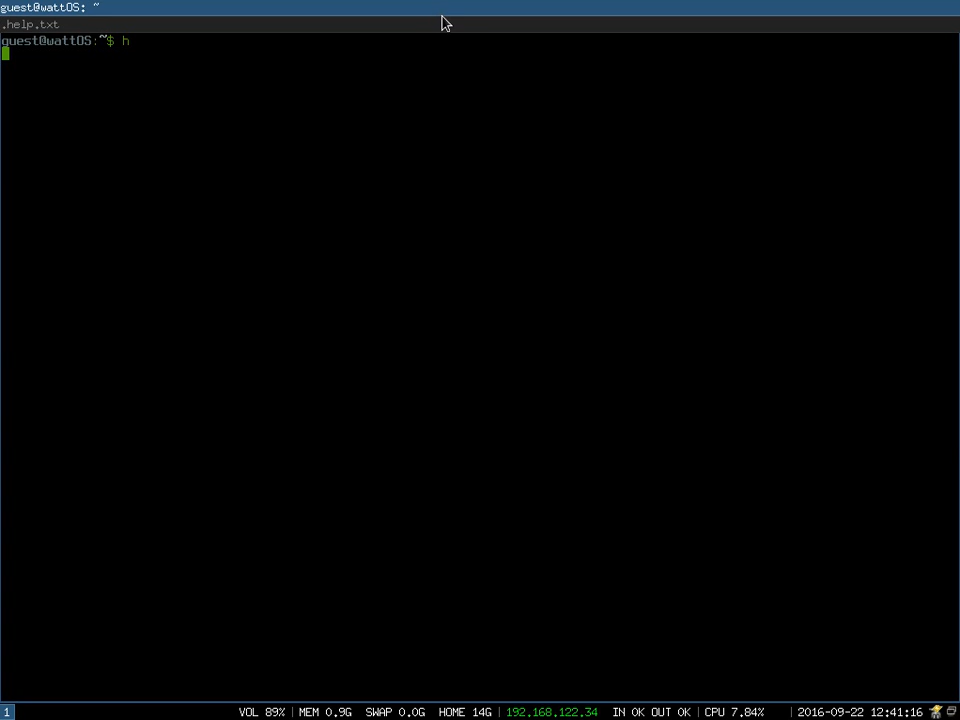 guest@wattOS: ~
.help.txt
guest@wattOS:~$ h
1 VOL 89% | MEM 0.9G SWAP 0.0G HOME 14G | 192.168.122.34 IN OK OUT OK | CPU 7.84% | 2016-09-22 12:41:16